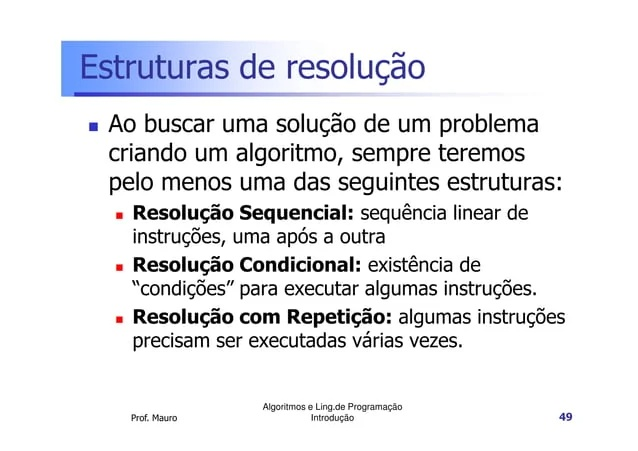 Estruturas de resolução
Ao buscar uma solução de um problema
criando um algoritmo, sempre teremos
pelo menos uma das seguintes estruturas:
Resolução Sequencial: sequência linear de
instruções, uma após a outra
Resolução Condicional: existência de
“condições” para executar algumas instruções.
Resolução com Repetição: algumas instruções
precisam ser executadas várias vezes.
Prof. Mauro
Algoritmos e Ling.de Programação
Introdução
49